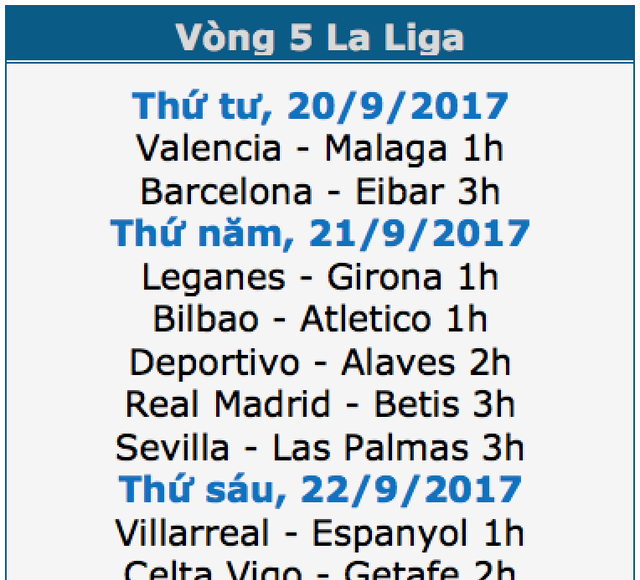 Vòng 5 La Liga
Thứ tư, 20/9/2017
Valencia - Malaga 1h
Barcelona - Eibar 3h
Thứ năm, 21/9/2017
Leganes - Girona 1h
Bilbao - Atletico 1h
Deportivo - Alaves 2h
Real Madrid - Betis 3h
Sevilla - Las Palmas 3h
Thứ sáu, 22/9/2017
Villarreal - Espanyol 1h
Celta Vigo - Getafe 2h